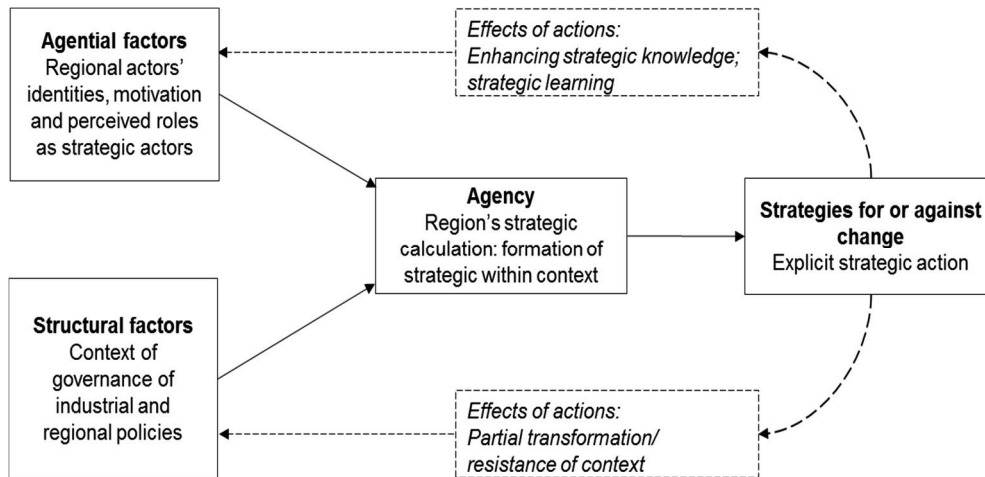 Agential factors
Regional actors'
identities, motivation
and perceived roles
as strategic actors
Effects of actions:
Enhancing strategic knowledge;
strategic learning
Agency
Region's strategic
calculation: formation of
strategic within context
Strategies for or against
change
Explicit strategic action
Structural factors
Context of
governance of
industrial and
regional policies
Effects of actions:
Partial transformation/
resistance of context